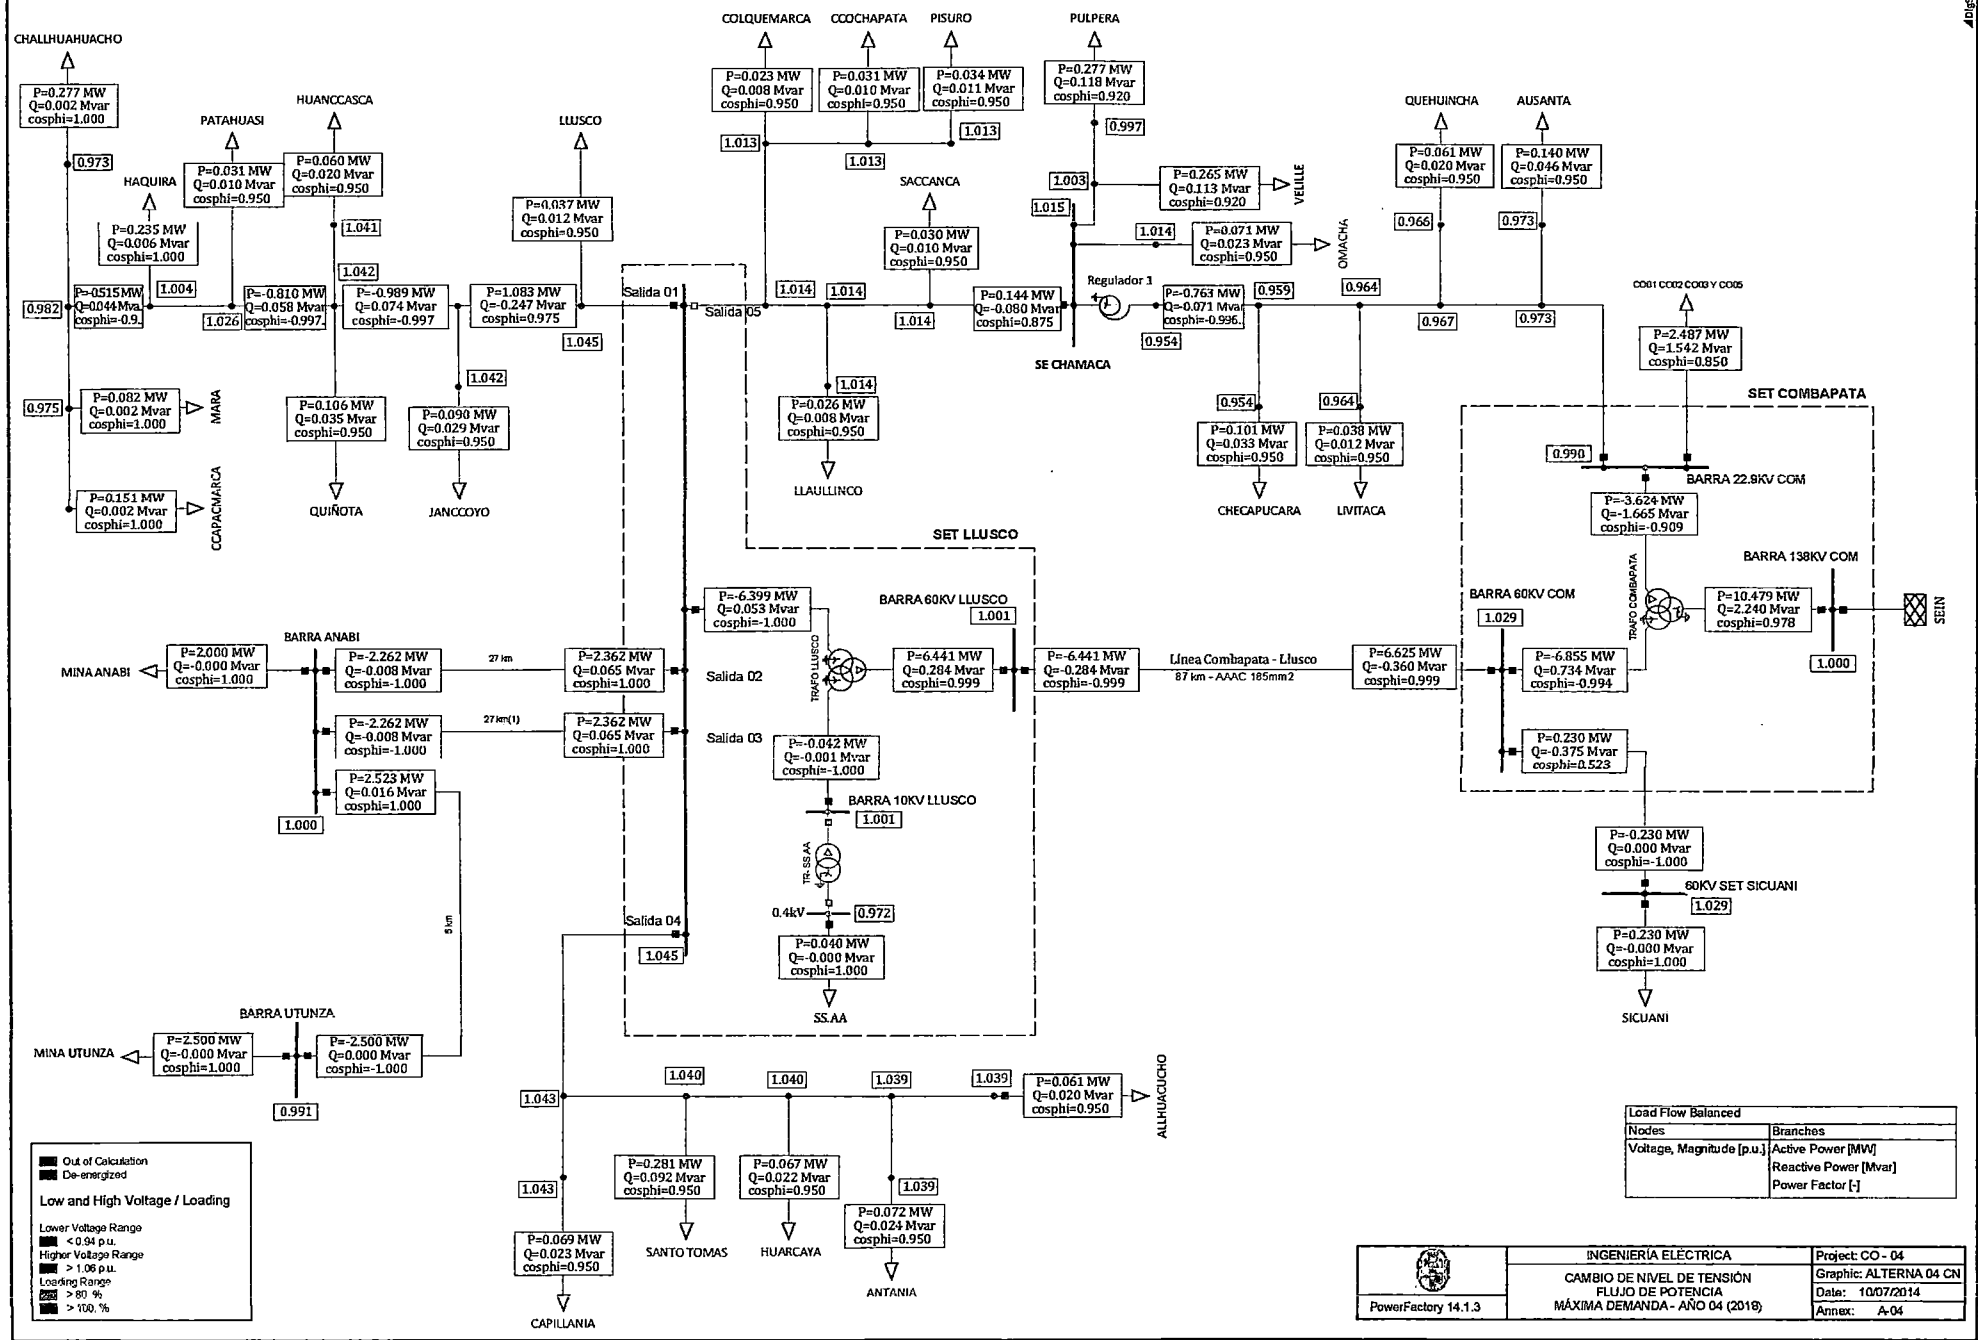 COLQUEMARCA
CCOCHAPATA
PISURO
PULPERA
CHALLHUAHUACHO
P=0.277 MW
Q=0.002 Mvar
cosphi=1.000
0.973
HAQUIRA
P=0.235 MW
Q=0.006 Mvar
cosphi=1.000
1.004
PATAHUASI
P=0.031 MW
Q=0.010 Mvar
cosphi=0.950
HUANCCASCA
P=0.060 MW
Q=0.020 Mvar
cosphi=0.950
1.041
1.042
LLUSCO
P=0.037 MW
Q=0.012 Mvar
cosphi=0.950
P=0.023 MW
Q=0.008 Mvar
cosphi=0.950
P=0.031 MW
Q=0.010 Mvar
cosphi=0.950
P=0.034 MW
Q=0.011 Mvar
cosphi=0.950
1.013
1.013
1.013
P=0.277 MW
Q=0.118 Mvar
cosphi=0.920
0.997
1.003
P=0.265 MW
Q=0.113 Mvar
cosphi=0.920
VELILLE
1.015
1.014
P=0.071 MW
Q=0.023 Mvar
cosphi=0.950
OMACHA
SACCANCA
P=0.030 MW
Q=0.010 Mvar
cosphi=0.950
QUEHUINCHA
P=0.061 MW
Q=0.020 Mvar
cosphi=0.950
0.966
AUSANTA
P=0.140 MW
Q=0.046 Mvar
cosphi=0.950
0.973
0.982
P=-0.515 MW
Q=0.044 Mvar
cosphi=-0.9.
1.026
P=-0.810 MW
Q=0.058 Mvar
cosphi=-0.997.
P=-0.989 MW
Q=0.074 MW
cosphi=-0.997
P=1.083 MW
Q=-0.247 Mvar
cosphi=0.975
1.045
Salida 01
Salida 05
1.014
1.014
1.014
P=0.144 MW
Q=-0.080 Mvar
cosphi=0.875
Regulador 1
P=-0.763 MW
Q=-0.071 Mvar
cosphi=-0.996.
0.954
0.959
0.964
0.967
0.973
SE CHAMACA
CO01 CO02 CO03 Y CO05
P=2.487 MW
Q=1.542 Mvar
cosphi=0.850
0.975
P=0.082 MW
Q=0.002 Mvar
cosphi=1.000
MARA
P=0.151 MW
Q=0.002 Mvar
cosphi=1.000
CCAPACMARCA
P=0.106 MW
Q=0.035 Mvar
cosphi=0.950
QUIÑOTA
1.042
P=0.090 MW
Q=0.029 Mvar
cosphi=0.950
JANCCOYO
1.014
P=0.026 MW
Q=0.008 Mvar
cosphi=0.950
LLAULLINCO
0.954
P=0.101 MW
Q=0.033 Mvar
cosphi=0.950
CHECAPUCARA
0.964
P=0.038 MW
Q=0.012 Mvar
cosphi=0.950
LIVITACA
SET COMBAPATA
0.990
BARRA 22.9KV COM
P=-3.624 MW
Q=-1.665 Mvar
cosphi=-0.909
BARRA 138KV COM
TRAFO COMBAPATA
P=10.479 MW
Q=2.240 Mvar
cosphi=0.978
1.000
SEIN
BARRA 60KV COM
1.029
P=-6.855 MW
Q=0.734 Mvar
cosphi=-0.994
P=0.230 MW
Q=-0.375 Mvar
cosphi=0.523
SET LLUSCO
P=-6.399 MW
Q=0.053 Mvar
cosphi=-1.000
TRAFO LLUSCO
BARRA 60KV LLUSCO
1.001
P=6.441 MW
Q=0.284 MW
cosphi=0.999
P=-6.441 MW
Q=-0.284 MW
cosphi=-0.999
Línea Combapata - Llusco
87 km - AAAC 185mm2
P=6.625 MW
Q=-0.360 Mvar
cosphi=0.999
MINA ANABI
P=2.000 MW
Q=-0.000 Mvar
cosphi=1.000
BARRA ANABI
P=-2.262 MW
Q=-0.008 Mvar
cosphi=-1.000
27 km
P=2.362 MW
Q=0.065 Mvar
cosphi=1.000
Salida 02
P=-2.262 MW
Q=-0.008 Mvar
cosphi=-1.000
27 km(1)
P=2.362 MW
Q=0.065 Mvar
cosphi=1.000
Salida 03
P=2.523 MW
Q=0.016 Mvar
cosphi=1.000
1.000
5 km
P=-0.042 MW
Q=-0.001 Mvar
cosphi=-1.000
BARRA 10KV LLUSCO
1.001
TR-SS.AA
0.4kV
0.972
P=0.040 MW
Q=-0.000 Mvar
cosphi=1.000
SS.AA
Salida 04
1.045
P=-0.230 MW
Q=0.000 Mvar
cosphi=-1.000
60KV SET SICUANI
1.029
P=0.230 MW
Q=-0.000 Mvar
cosphi=1.000
SICUANI
BARRA UTUNZA
MINA UTUNZA
P=2.500 MW
Q=-0.000 Mvar
cosphi=1.000
P=-2.500 MW
Q=0.000 Mvar
cosphi=-1.000
0.991
1.043
1.040
1.040
1.039
1.039
P=0.061 MW
Q=0.020 Mvar
cosphi=0.950
ALLHUACUCHO
1.043
P=0.069 MW
Q=0.023 Mvar
cosphi=0.950
CAPILLANIA
P=0.281 MW
Q=0.092 Mvar
cosphi=0.950
SANTO TOMAS
P=0.067 MW
Q=0.022 Mvar
cosphi=0.950
HUARCAYA
1.039
P=0.072 MW
Q=0.024 Mvar
cosphi=0.950
ANTANIA
Out of Calculation
De-energized
Low and High Voltage / Loading
Lower Voltage Range
< 0.94 p.u.
Higher Voltage Range
> 1.06 p.u.
Loading Range
> 80 %
> 100. %
Load Flow Balanced
Nodes
Branches
Voltage, Magnitude [p.u.]
Active Power [MW]
Reactive Power [Mvar]
Power Factor [-]
PowerFactory 14.1.3
INGENIERÍA ELÉCTRICA
CAMBIO DE NIVEL DE TENSIÓN
FLUJO DE POTENCIA
MÁXIMA DEMANDA - AÑO 04 (2018)
Project: CO - 04
Graphic: ALTERNA 04 CN
Date: 10/07/2014
Annex: A-04